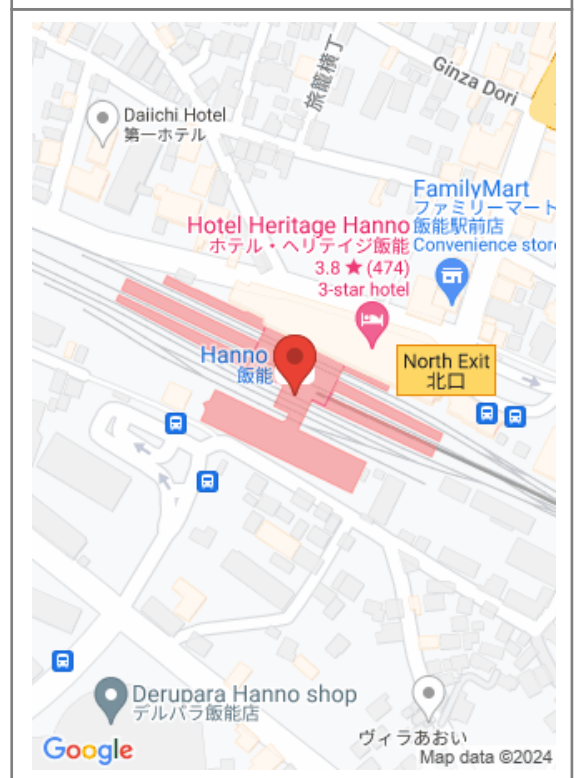 旅籠横丁
Ginza Dori
Daiichi Hotel
第一ホテル
FamilyMart
ファミリーマート
飯能駅前店
Convenience store
Hotel Heritage Hanno
ホテル・ヘリテイジ飯能
3.8 ★ (474)
3-star hotel
Hanno
飯能
North Exit
北口
Derupara Hanno shop
デルパラ飯能店
ヴィラあおい
Google
Map data ©2024